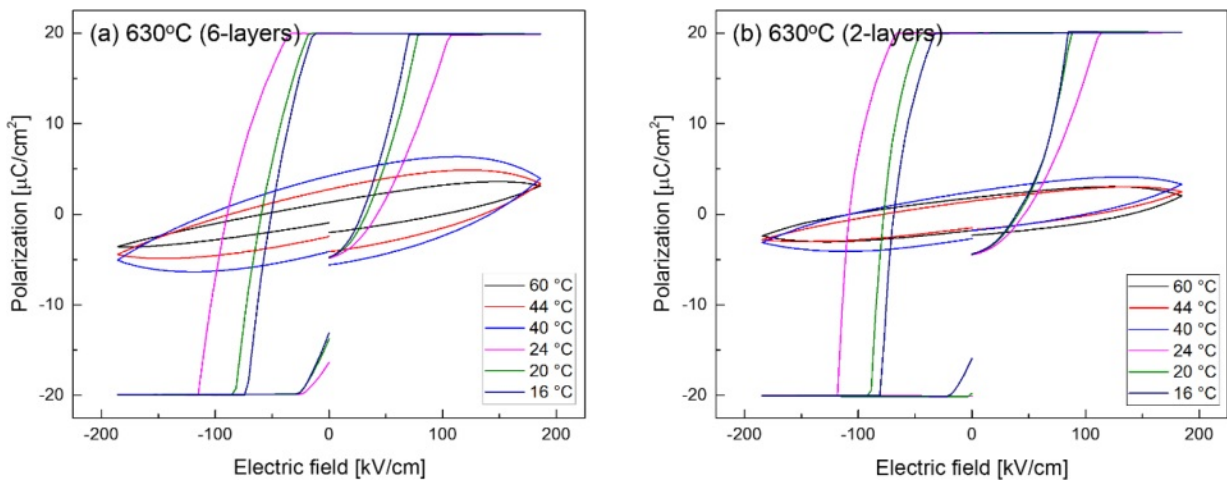 (a) 630°C (6-layers)
20
10
0
-10
-20
Polarization [μC/cm²]
60 °C
44 °C
40 °C
24 °C
20 °C
16 °C
-200
-100
0
100
200
Electric field [kV/cm]
(b) 630°C (2-layers)
20
10
0
-10
-20
Polarization [μC/cm²]
60 °C
44 °C
40 °C
24 °C
20 °C
16 °C
-200
-100
0
100
200
Electric field [kV/cm]